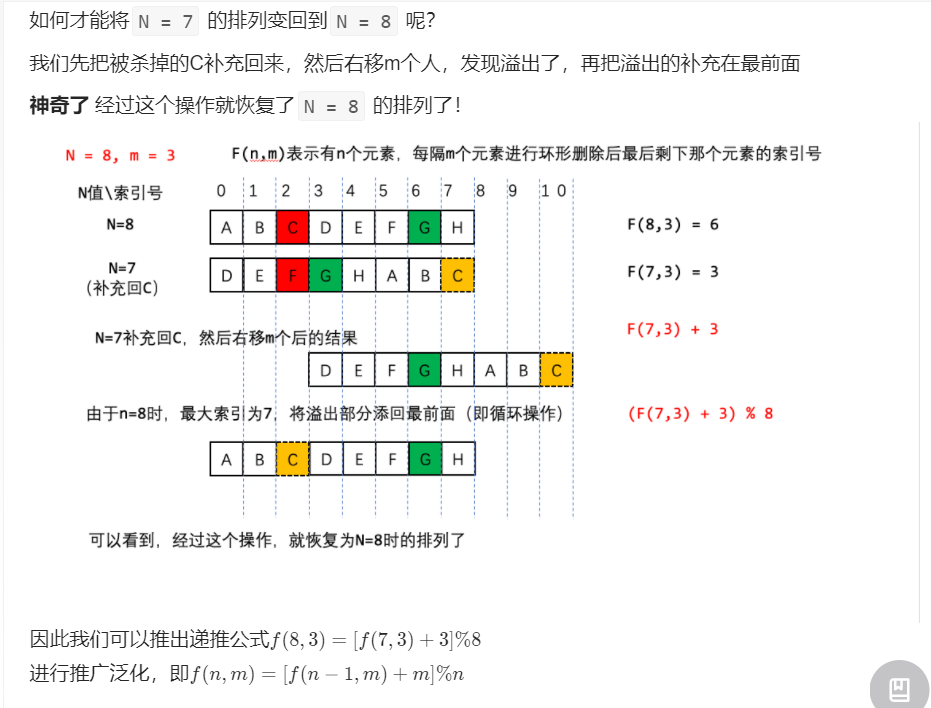 如何才能将 N = 7 的排列变回到 N = 8 呢？
我们先把被杀掉的C补充回来，然后右移m个人，发现溢出了，再把溢出的补充在最前面
神奇了 经过这个操作就恢复了 N = 8 的排列了！
N = 8, m = 3 F(n,m)表示有n个元素，每隔m个元素进行环形删除后最后剩下那个元素的索引号
N值\索引号 0 1 2 3 4 5 6 7 8 9 10
N=8 A B C D E F G H F(8,3) = 6
N=7 D E F G H A B C F(7,3) = 3
(补充回C)
N=7补充回C，然后右移m个后的结果 F(7,3) + 3
D E F G H A B C
由于n=8时，最大索引为7，将溢出部分添回最前面（即循环操作） (F(7,3) + 3) % 8
A B C D E F G H
可以看到，经过这个操作，就恢复为N=8时的排列了
因此我们可以推出递推公式f(8, 3) = [f(7, 3) + 3]%8
进行推广泛化，即f(n, m) = [f(n − 1, m) + m]%n